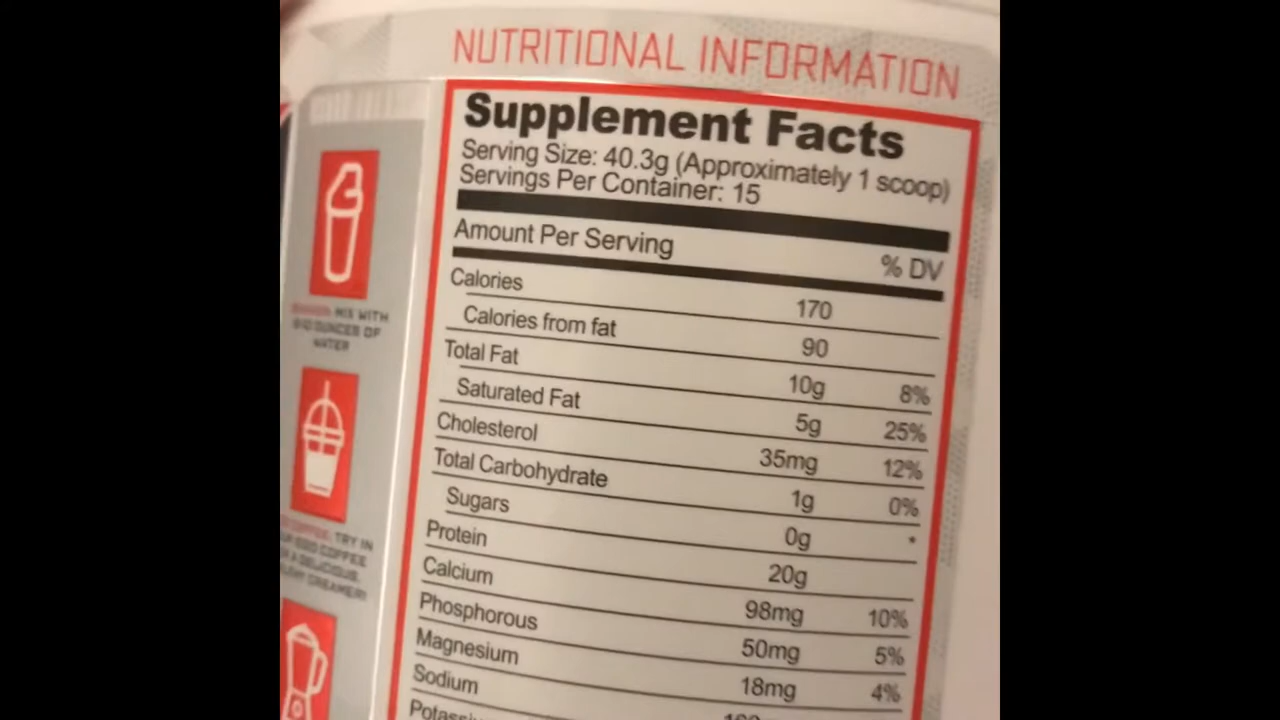 NUTRITIONAL INFORMATION
Supplement Facts
Serving Size: 40.3g (Approximately 1 scoop)
Servings Per Container: 15
Amount Per Serving % DV
Calories 170
Calories from fat 90
Total Fat 10g 8%
Saturated Fat 5g 25%
Cholesterol 35mg 12%
Total Carbohydrate 1g 0%
Sugars 0g *
Protein 20g
Calcium 98mg 10%
Phosphorous 50mg 5%
Magnesium 18mg 4%
Sodium
MIX WITH
OUNCES OF
WATER
TRY IN
COFFEE
A DELICIOUS,
CREAMER!